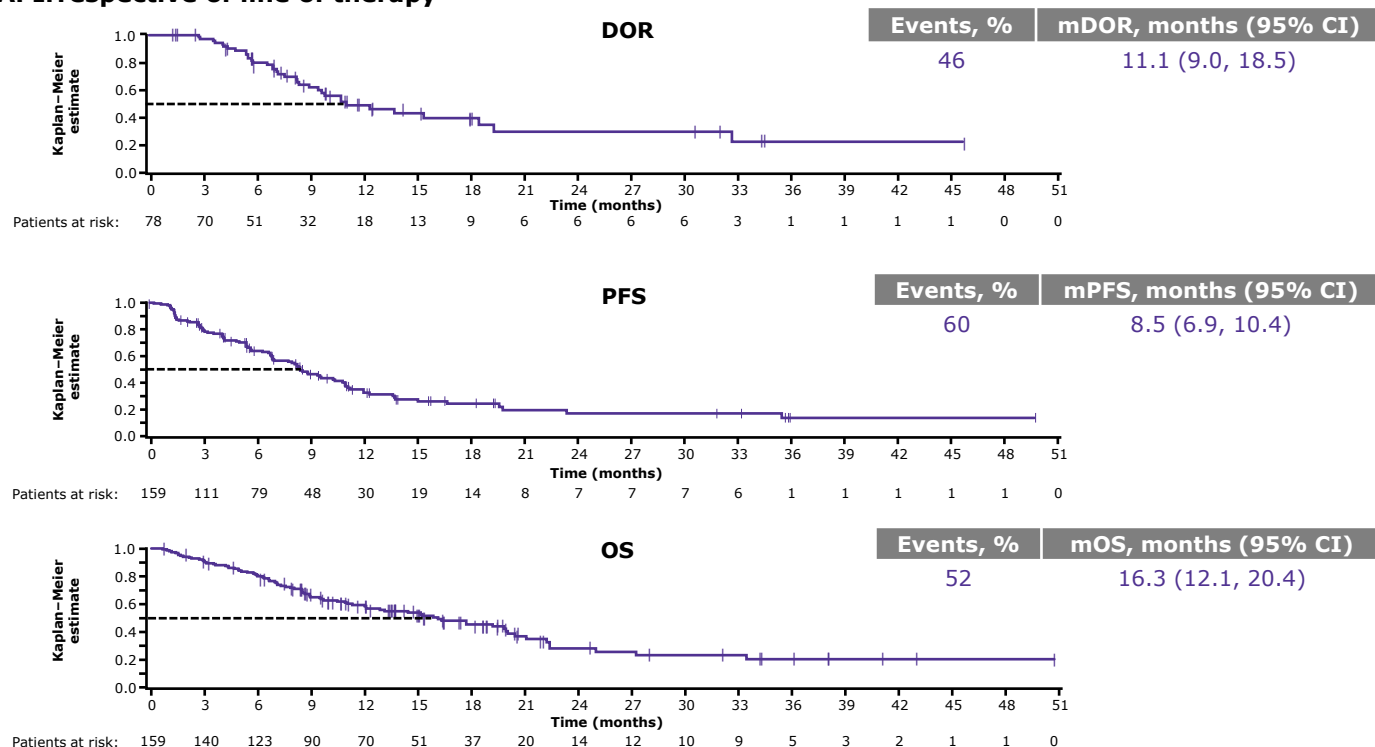 A. Irrespective of line of therapy
DOR
Events, % mDOR, months (95% CI)
46 11.1 (9.0, 18.5)
Kaplan–Meier
estimate
1.0
0.8
0.6
0.4
0.2
0.0
0 3 6 9 12 15 18 21 24 27 30 33 36 39 42 45 48 51
Time (months)
Patients at risk: 78 70 51 32 18 13 9 6 6 6 6 3 1 1 1 1 0 0
PFS
Events, % mPFS, months (95% CI)
60 8.5 (6.9, 10.4)
Kaplan–Meier
estimate
1.0
0.8
0.6
0.4
0.2
0.0
0 3 6 9 12 15 18 21 24 27 30 33 36 39 42 45 48 51
Time (months)
Patients at risk: 159 111 79 48 30 19 14 8 7 7 7 6 1 1 1 1 1 0
OS
Events, % mOS, months (95% CI)
52 16.3 (12.1, 20.4)
Kaplan–Meier
estimate
1.0
0.8
0.6
0.4
0.2
0.0
0 3 6 9 12 15 18 21 24 27 30 33 36 39 42 45 48 51
Time (months)
Patients at risk: 159 140 123 90 70 51 37 20 14 12 10 9 5 3 2 1 1 0